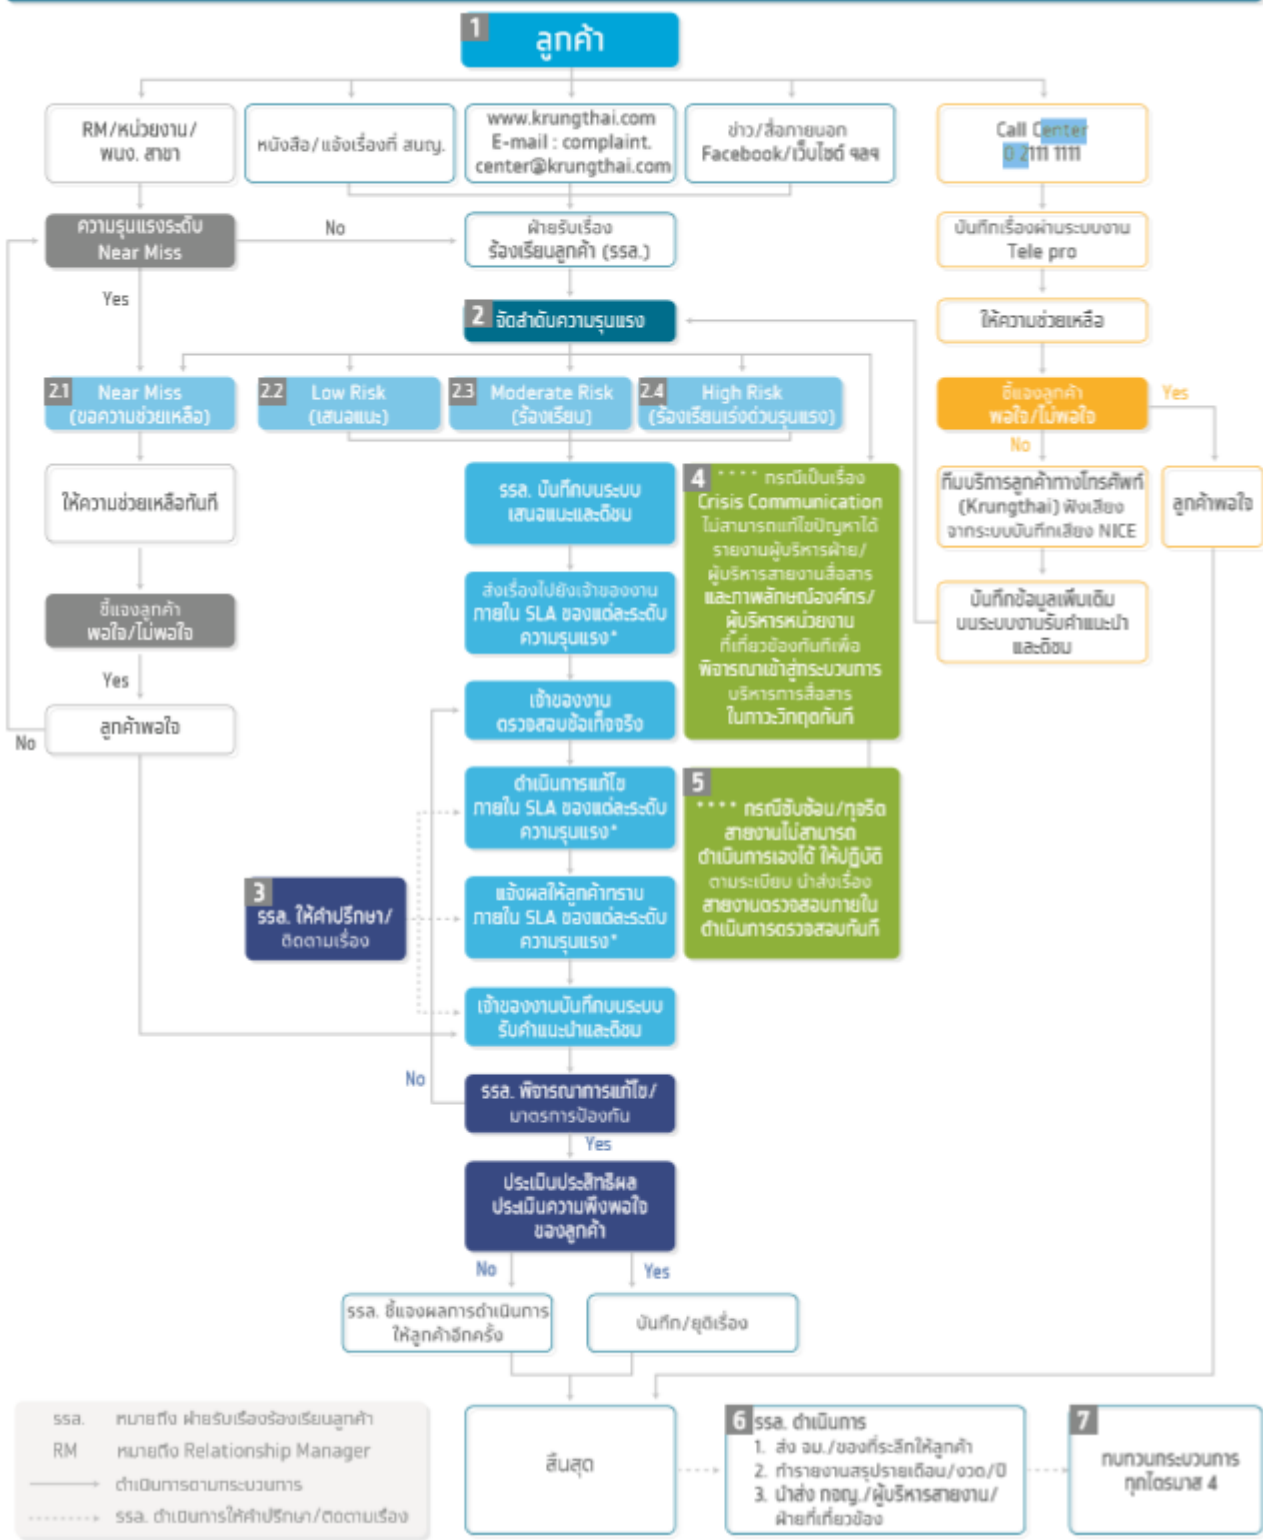 1 ลูกค้า
RM/หน่วยงาน/
พนง. สาขา
หนังสือ/แจ้งเรื่องที่ สนญ.
www.krungthai.com
E-mail : complaint.
center@krungthai.com
ข่าว/สื่อภายนอก
Facebook/เว็บไซต์ ฯลฯ
Call Center
0 2111 1111
ความรุนแรงระดับ
Near Miss
No
ฝ่ายรับเรื่อง
ร้องเรียนลูกค้า (รรล.)
บันทึกเรื่องผ่านระบบงาน
Tele pro
Yes
2 จัดลำดับความรุนแรง
ให้ความช่วยเหลือ
2.1 Near Miss
(ขอความช่วยเหลือ)
2.2 Low Risk
(เสนอแนะ)
2.3 Moderate Risk
(ร้องเรียน)
2.4 High Risk
(ร้องเรียนเร่งด่วนรุนแรง)
ชี้แจงลูกค้า
พอใจ/ไม่พอใจ
Yes
No
ให้ความช่วยเหลือทันที
รรล. บันทึกบนระบบ
เสนอแนะและติชม
4 **** กรณีเป็นเรื่อง
Crisis Communication
ไม่สามารถแก้ไขปัญหาได้
รายงานผู้บริหารฝ่าย/
ผู้บริหารสายงานสื่อสาร
และภาพลักษณ์องค์กร/
ผู้บริหารหน่วยงาน
ที่เกี่ยวข้องทันทีเพื่อ
พิจารณาเข้าสู่กระบวนการ
บริหารการสื่อสาร
ในภาวะวิกฤตทันที
ทีมบริการลูกค้าทางโทรศัพท์
(Krungthai) ฟังเสียง
จากระบบบันทึกเสียง NICE
ลูกค้าพอใจ
ชี้แจงลูกค้า
พอใจ/ไม่พอใจ
ส่งเรื่องไปยังเจ้าของงาน
ภายใน SLA ของแต่ละระดับ
ความรุนแรง*
บันทึกข้อมูลเพิ่มเติม
บนระบบงานรับคำแนะนำ
และติชม
Yes
ลูกค้าพอใจ
No
เจ้าของงาน
ตรวจสอบข้อเท็จจริง
ดำเนินการแก้ไข
ภายใน SLA ของแต่ละระดับ
ความรุนแรง*
5
**** กรณีซับซ้อน/ทุจริต
สายงานไม่สามารถ
ดำเนินการเองได้ ให้ปฏิบัติ
ตามระเบียบ นำส่งเรื่อง
สายงานตรวจสอบภายใน
ดำเนินการตรวจสอบทันที
3
รรล. ให้คำปรึกษา/
ติดตามเรื่อง
แจ้งผลให้ลูกค้าทราบ
ภายใน SLA ของแต่ละระดับ
ความรุนแรง*
เจ้าของงานบันทึกบนระบบ
รับคำแนะนำและติชม
No
รรล. พิจารณาการแก้ไข/
มาตรการป้องกัน
Yes
ประเมินประสิทธิผล
ประเมินความพึงพอใจ
ของลูกค้า
No
Yes
รรล. ชี้แจงผลการดำเนินการ
ให้ลูกค้าอีกครั้ง
บันทึก/ยุติเรื่อง
รรล. หมายถึง ฝ่ายรับเรื่องร้องเรียนลูกค้า
RM หมายถึง Relationship Manager
ดำเนินการตามกระบวนการ
รรล. ดำเนินการให้คำปรึกษา/ติดตามเรื่อง
สิ้นสุด
6 รรล. ดำเนินการ
1. ส่ง จม./ของที่ระลึกให้ลูกค้า
2. ทำรายงานสรุปรายเดือน/งวด/ปี
3. นำส่ง กจญ./ผู้บริหารสายงาน/
ฝ่ายที่เกี่ยวข้อง
7
ทบทวนกระบวนการ
ทุกไตรมาส 4